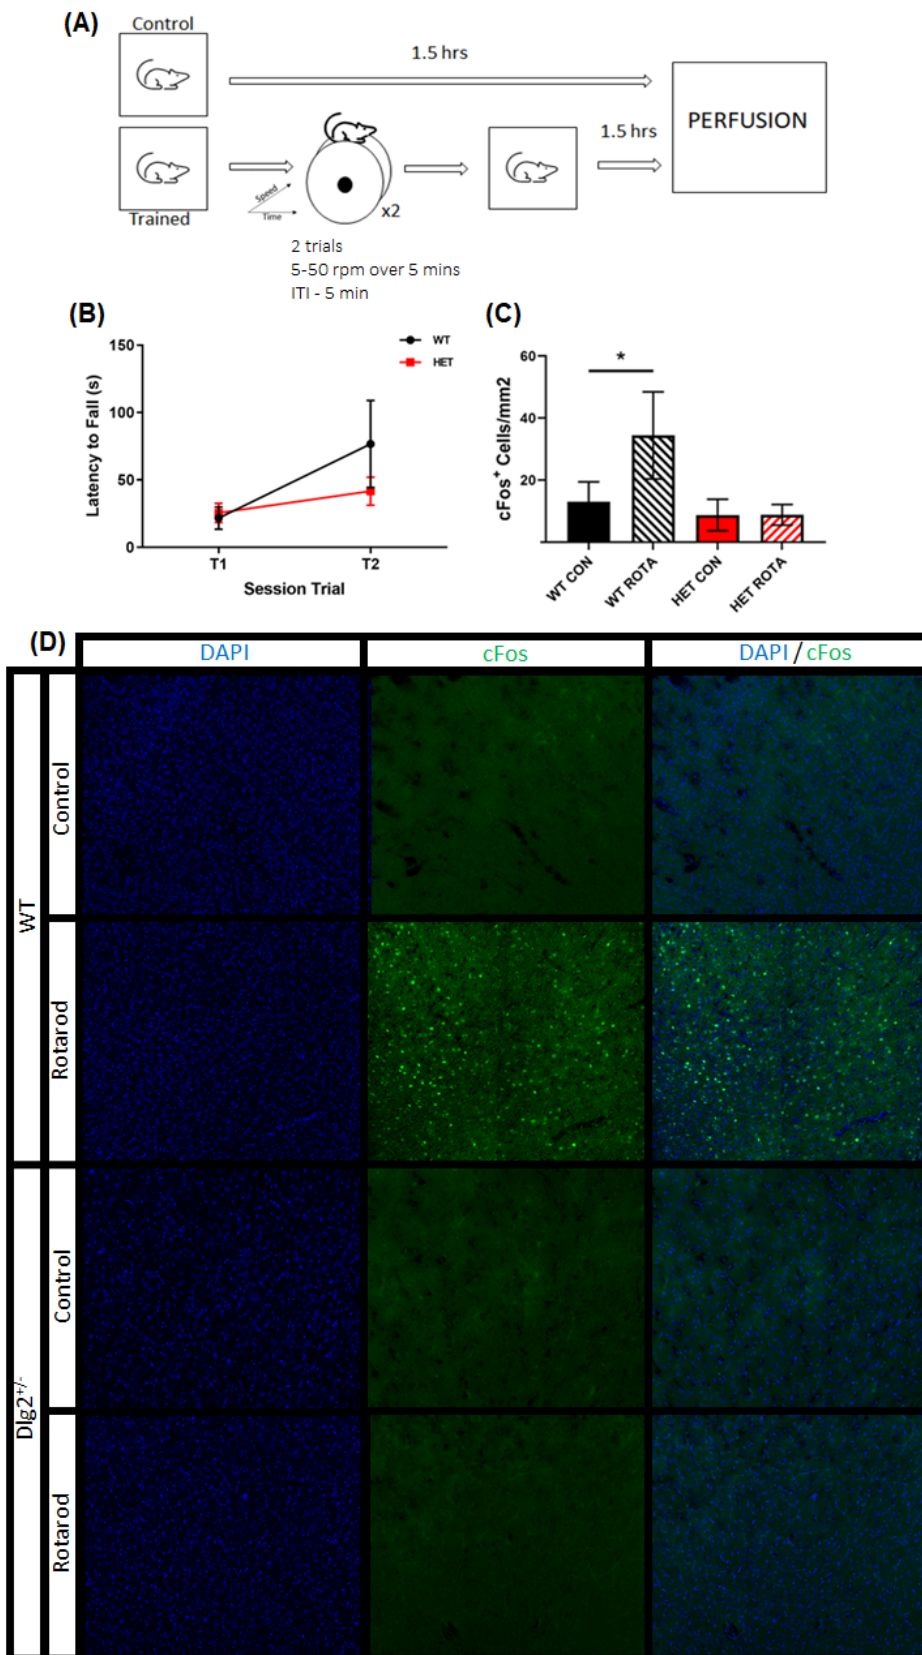 (A)
Control
1.5 hrs
PERFUSION
1.5 hrs
Speed
Time
x2
Trained
2 trials
5-50 rpm over 5 mins
ITI - 5 min
(B)
WT
HET
150
100
50
0
Latency to Fall (s)
T1
T2
Session Trial
(C)
*
60
40
20
cFos+ Cells/mm2
WT CON
WT ROTA
HET CON
HET ROTA
(D)
DAPI
cFos
DAPI / cFos
WT
Control
Rotarod
Dlg2+/-
Control
Rotarod